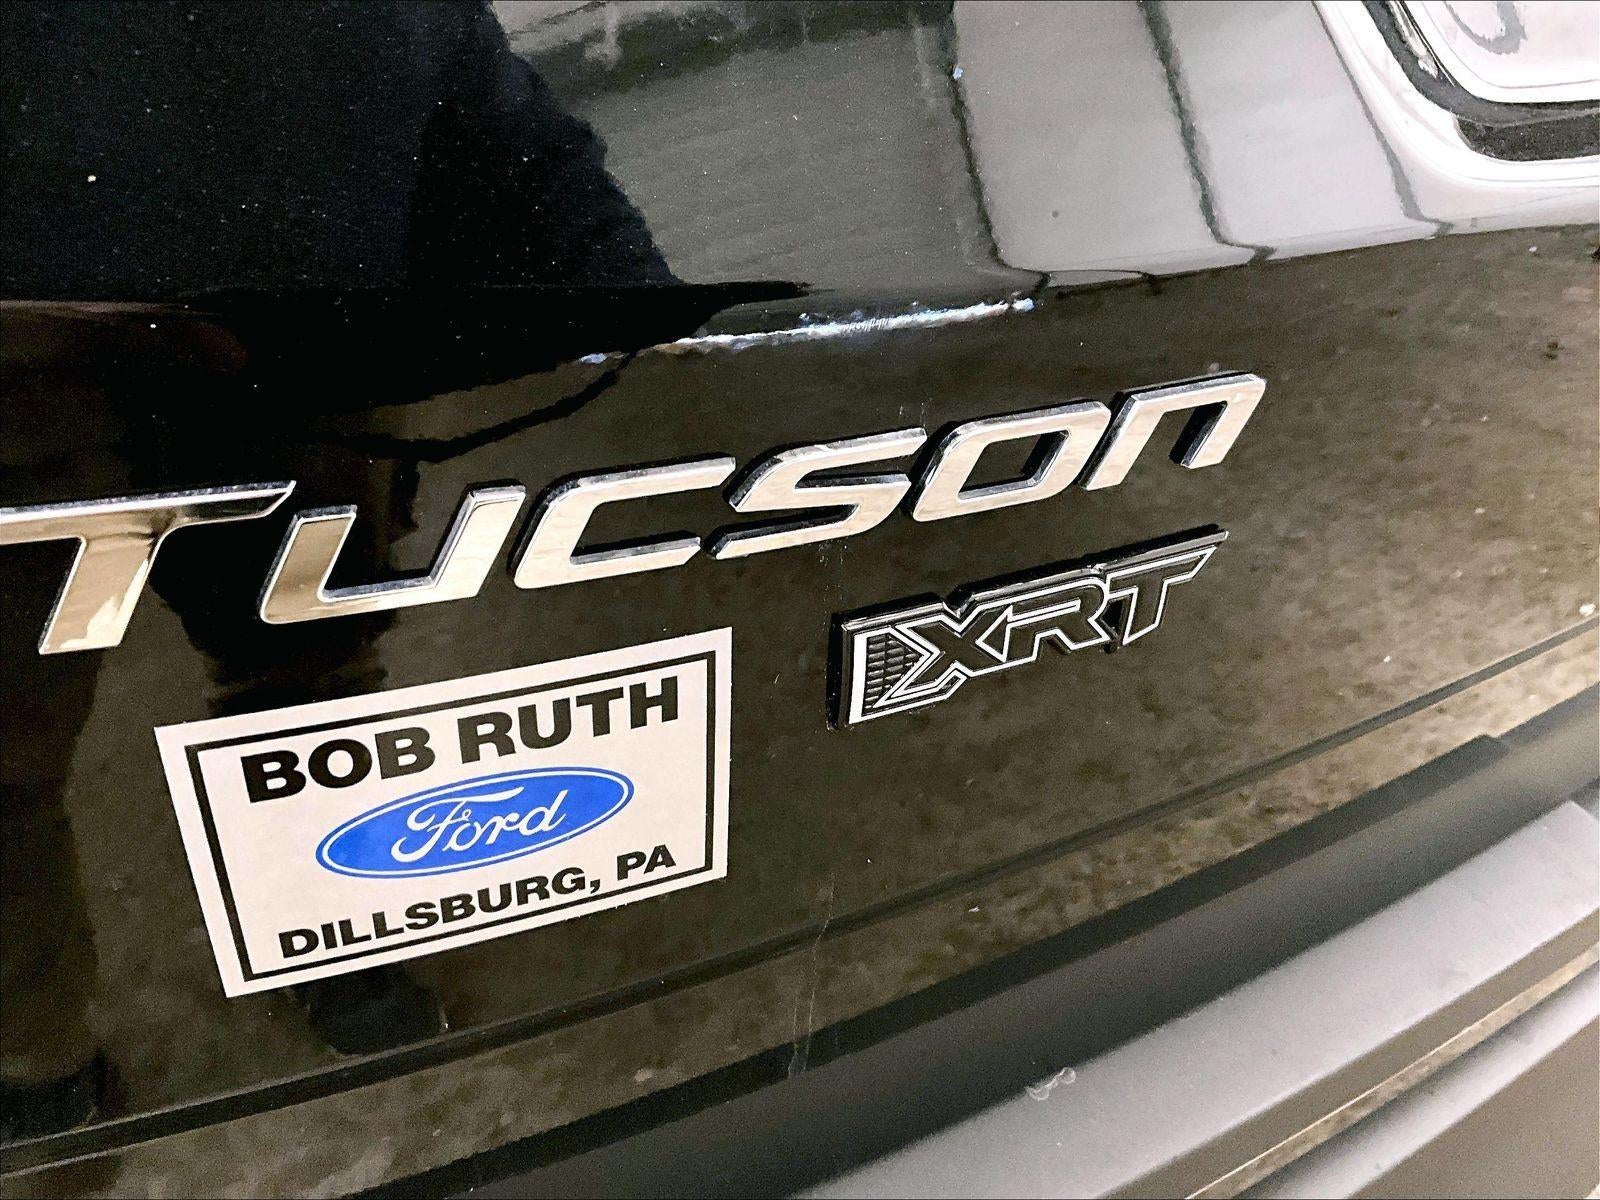 TUCSON
XRT
BOB RUTH
Ford
DILLSBURG, PA